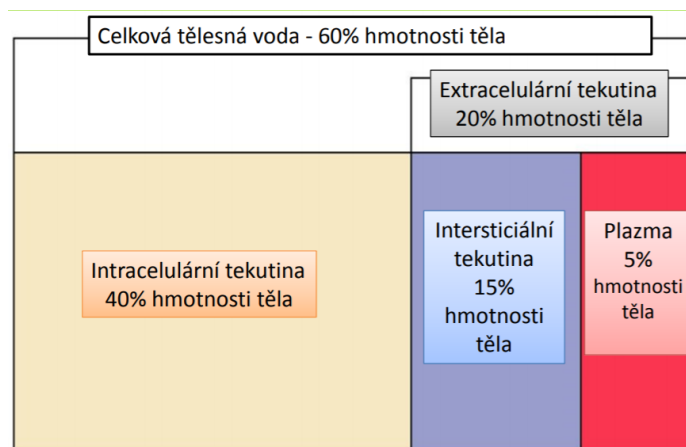 Celková tělesná voda - 60% hmotnosti těla
Extracelulární tekutina
20% hmotnosti těla
Intracelulární tekutina
40% hmotnosti těla
Intersticiální
tekutina
15%
hmotnosti
těla
Plazma
5%
hmotnosti
těla